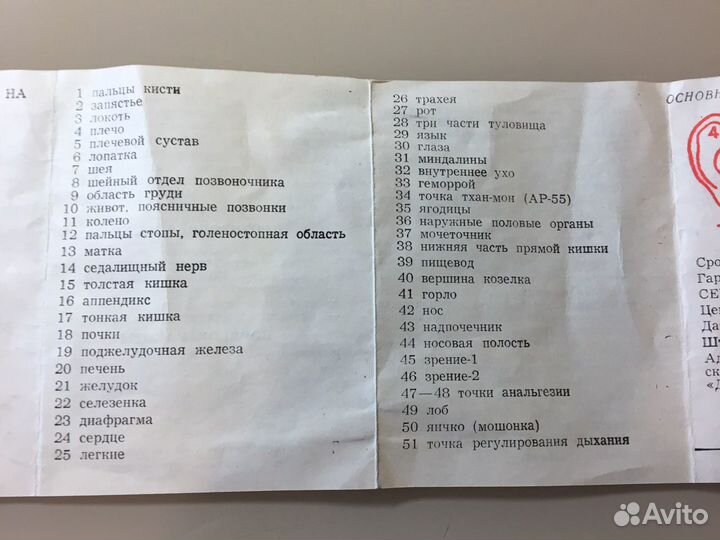 НА
1 пальцы кисти
2 запястье
3 локоть
4 плечо
5 плечевой сустав
6 лопатка
7 шея
8 шейный отдел позвоночника
9 область груди
10 живот, поясничные позвонки
11 колено
12 пальцы стопы, голеностопная область
13 матка
14 седалищный нерв
15 толстая кишка
16 аппендикс
17 тонкая кишка
18 почки
19 поджелудочная железа
20 печень
21 желудок
22 селезенка
23 диафрагма
24 сердце
25 легкие
26 трахея
27 рот
28 три части туловища
29 язык
30 глаза
31 миндалины
32 внутреннее ухо
33 геморрой
34 точка тхан-мон (АР-55)
35 ягодицы
36 наружные половые органы
37 мочеточник
38 нижняя часть прямой кишки
39 пищевод
40 вершина козелка
41 горло
42 нос
43 надпочечник
44 носовая полость
45 зрение-1
46 зрение-2
47—48 точки анальгезии
49 лоб
50 яичко (мошонка)
51 точка регулирования дыхания
ОСНОВН
4
Сро
Гар
СЕ
Цен
Да
Ш
Ад
ск
«Д
Avito